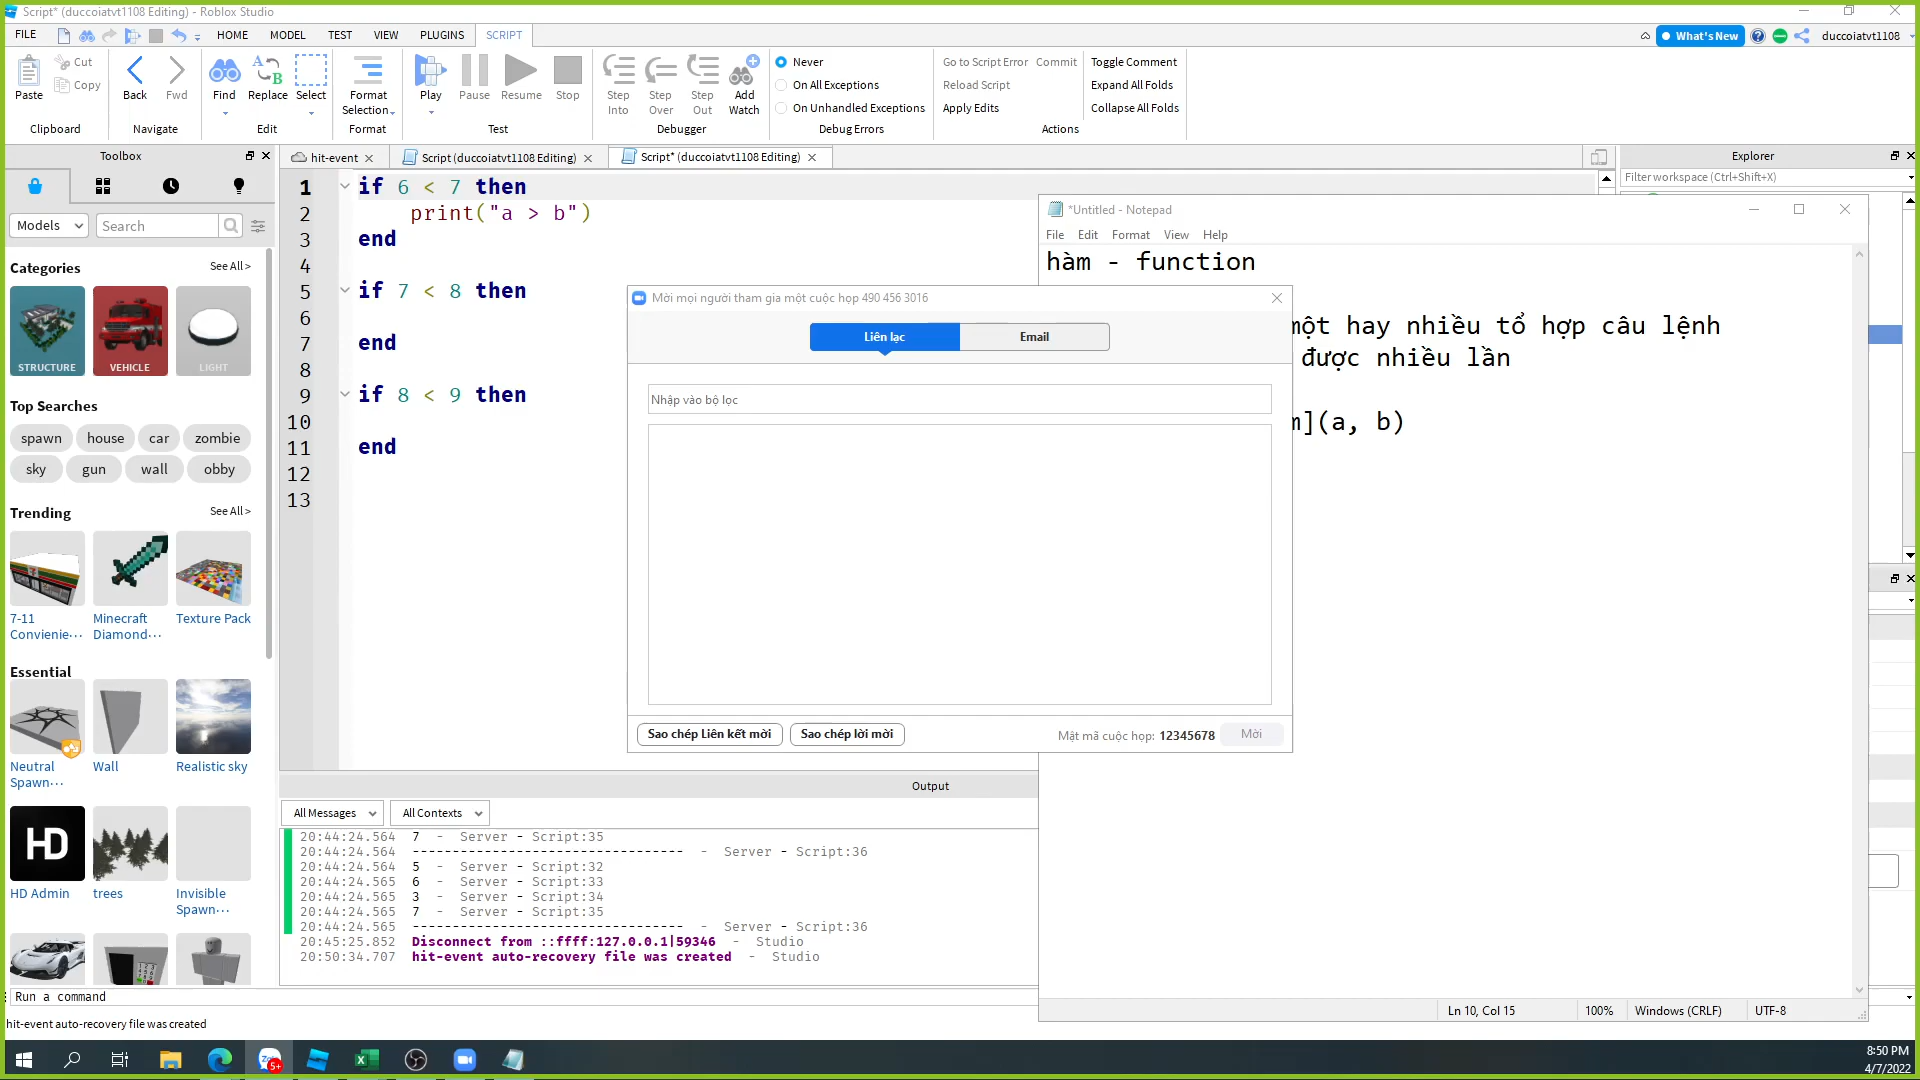 Script* (duccoiatvt1108 Editing) - Roblox Studio
FILE HOME MODEL TEST VIEW PLUGINS SCRIPT What's New duccoiatvt1108
Paste Cut Copy Clipboard
Back Fwd Navigate
Find Replace Select Edit
Format Selection Format
Play Pause Resume Stop Test
Step Into Step Over Step Out Add Watch Debugger
Never
On All Exceptions
On Unhandled Exceptions
Debug Errors
Go to Script Error Commit
Reload Script
Apply Edits
Toggle Comment
Expand All Folds
Collapse All Folds
Actions
Toolbox
Models Search
Categories See All >
STRUCTURE VEHICLE LIGHT
Top Searches
spawn house car zombie
sky gun wall obby
Trending See All >
7-11 Convienie...
Minecraft Diamond...
Texture Pack
Essential
Neutral Spawn...
Wall
Realistic sky
HD
HD Admin
trees
Invisible Spawn...
hit-event Script (duccoiatvt1108 Editing) Script* (duccoiatvt1108 Editing)
1 if 6 < 7 then
2 print("a > b")
3 end
4
5 if 7 < 8 then
6
7 end
8
9 if 8 < 9 then
10
11 end
12
13
Explorer
Filter workspace (Ctrl+Shift+X)
*Untitled - Notepad
File Edit Format View Help
hàm - function
một hay nhiều tổ hợp câu lệnh
được nhiều lần
m](a, b)
Ln 10, Col 15 100% Windows (CRLF) UTF-8
Mời mọi người tham gia một cuộc họp 490 456 3016
Liên lạc Email
Nhập vào bộ lọc
Sao chép Liên kết mời Sao chép lời mời Mật mã cuộc họp: 12345678 Mời
Output
All Messages All Contexts
20:44:24.564 7 - Server - Script:35
20:44:24.564 ---------------------------------- - Server - Script:36
20:44:24.564 5 - Server - Script:32
20:44:24.565 6 - Server - Script:33
20:44:24.565 3 - Server - Script:34
20:44:24.565 7 - Server - Script:35
20:44:24.565 ---------------------------------- - Server - Script:36
20:45:25.852 Disconnect from ::ffff:127.0.0.1|59346 - Studio
20:50:34.707 hit-event auto-recovery file was created - Studio
Run a command
hit-event auto-recovery file was created
Zalo 5+
8:50 PM
4/7/2022